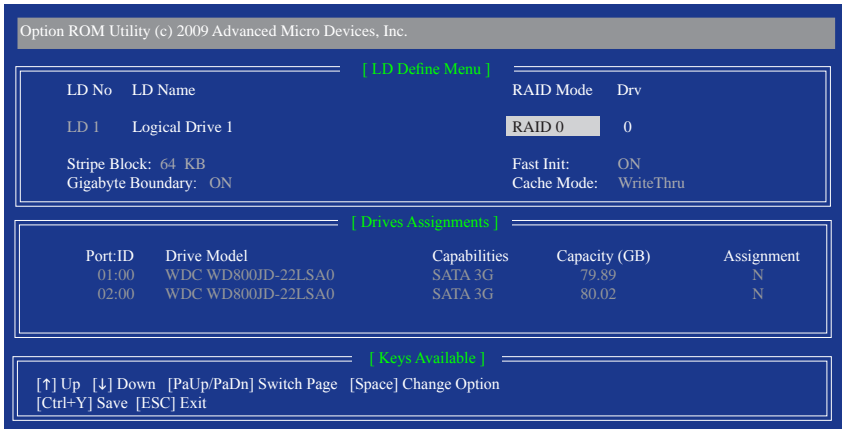 Option ROM Utility (c) 2009 Advanced Micro Devices, Inc.
[ LD Define Menu ]
LD No LD Name RAID Mode Drv
LD 1 Logical Drive 1 RAID 0 0
Stripe Block: 64 KB Fast Init: ON
Gigabyte Boundary: ON Cache Mode: WriteThru
[ Drives Assignments ]
Port:ID Drive Model Capabilities Capacity (GB) Assignment
01:00 WDC WD800JD-22LSA0 SATA 3G 79.89 N
02:00 WDC WD800JD-22LSA0 SATA 3G 80.02 N
[ Keys Available ]
[↑] Up [↓] Down [PaUp/PaDn] Switch Page [Space] Change Option
[Ctrl+Y] Save [ESC] Exit